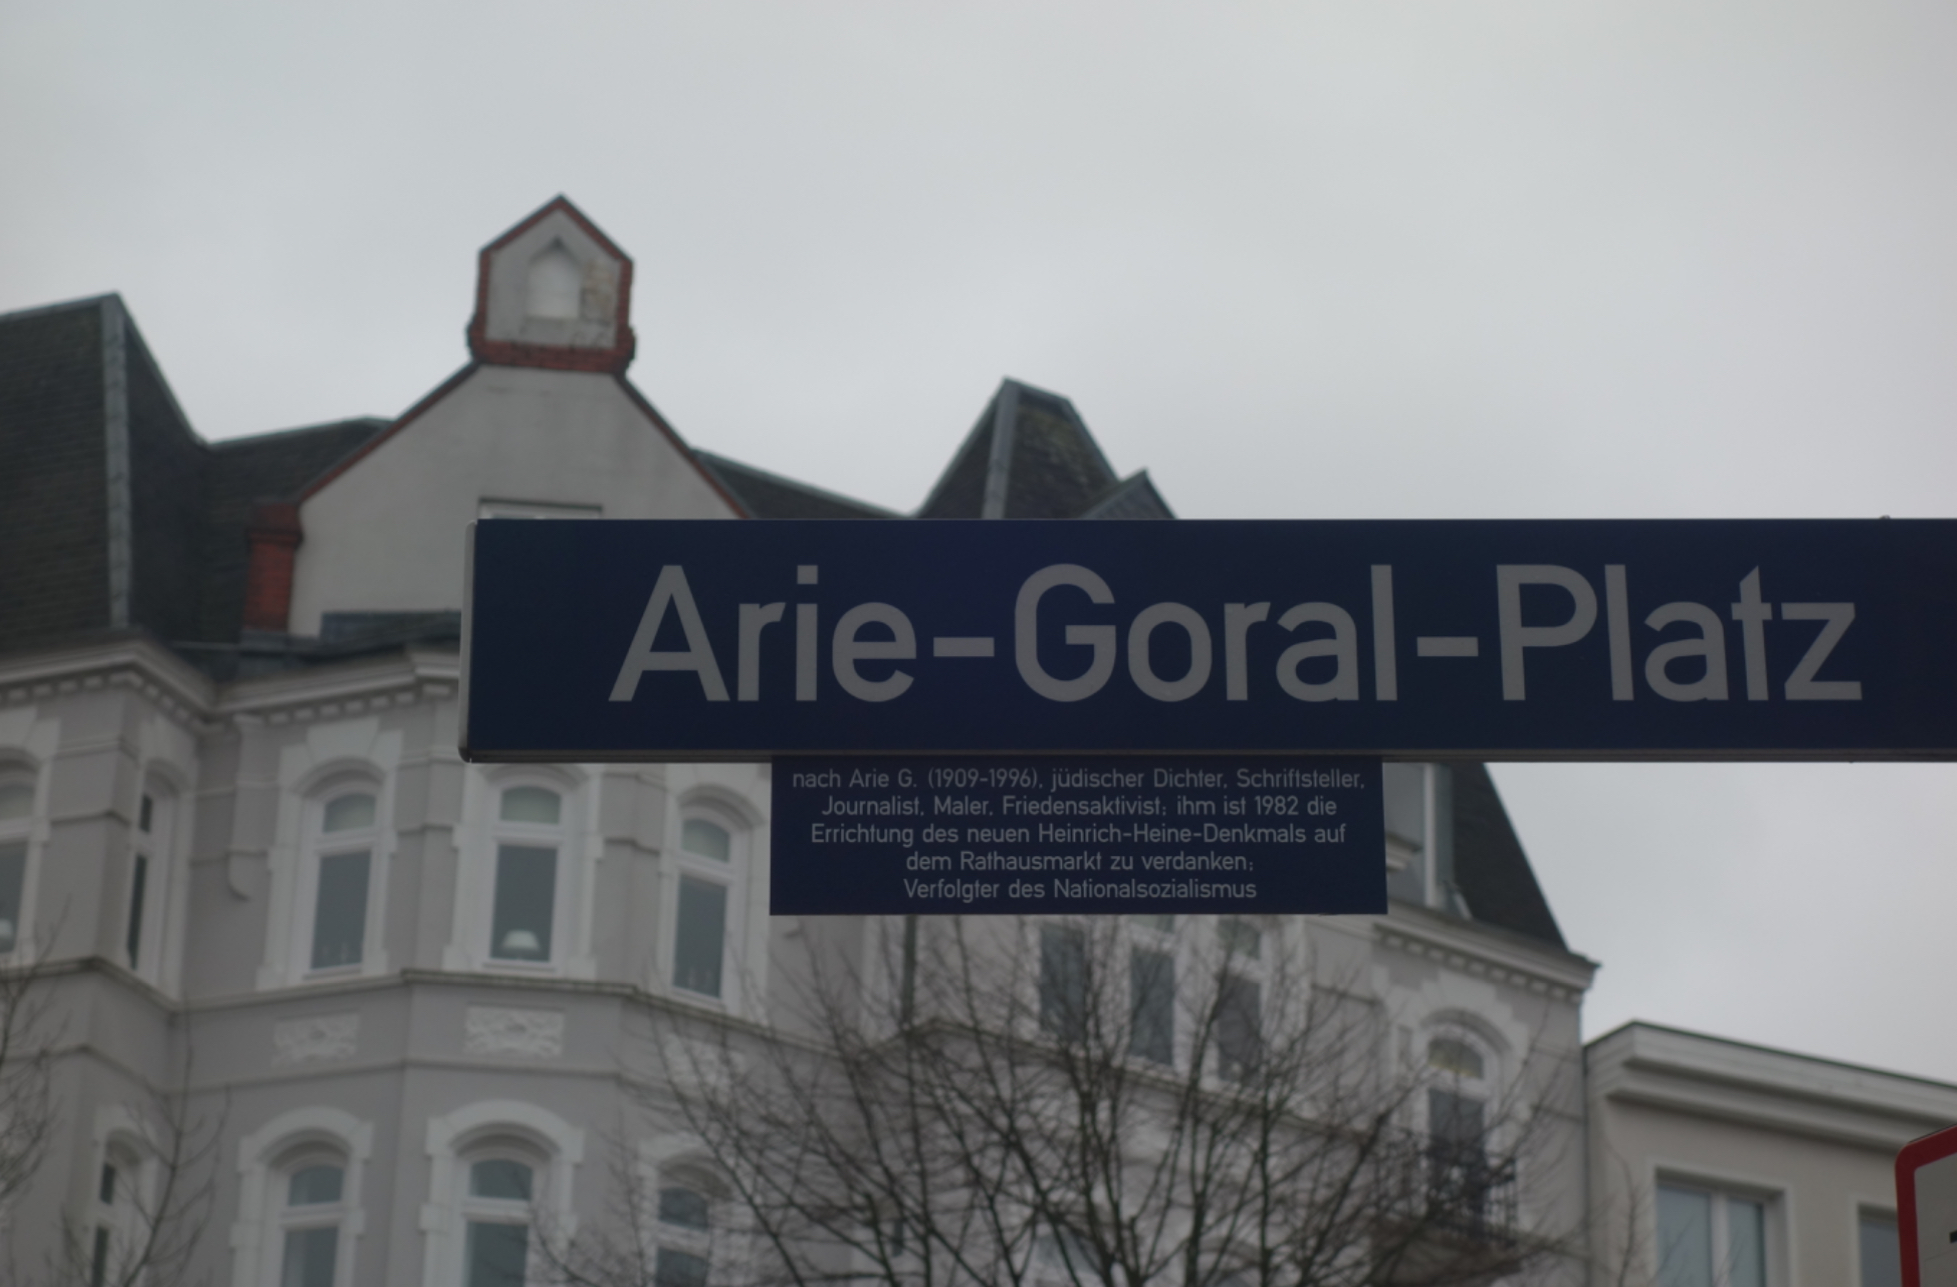 Arie-Goral-Platz
nach Arie G. (1909-1996), jüdischer Dichter, Schriftsteller,
Journalist, Maler, Friedensaktivist; ihm ist 1982 die
Errichtung des neuen Heinrich-Heine-Denkmals auf
dem Rathausmarkt zu verdanken;
Verfolgter des Nationalsozialismus